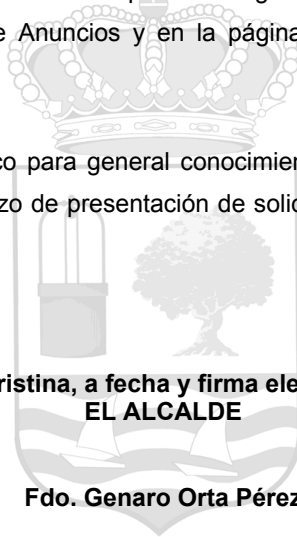 e Anuncios y en la página
co para general conocimien
zo de presentación de solic
ristina, a fecha y firma ele
EL ALCALDE
Fdo. Genaro Orta Pérez